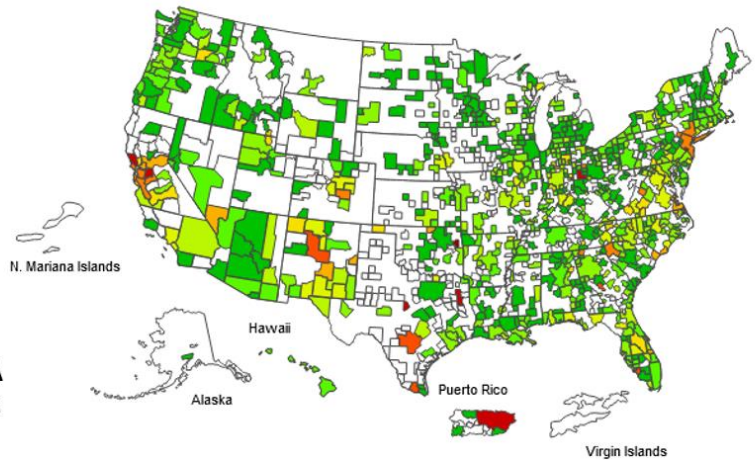 N. Mariana Islands
Hawaii
Alaska
Puerto Rico
Virgin Islands